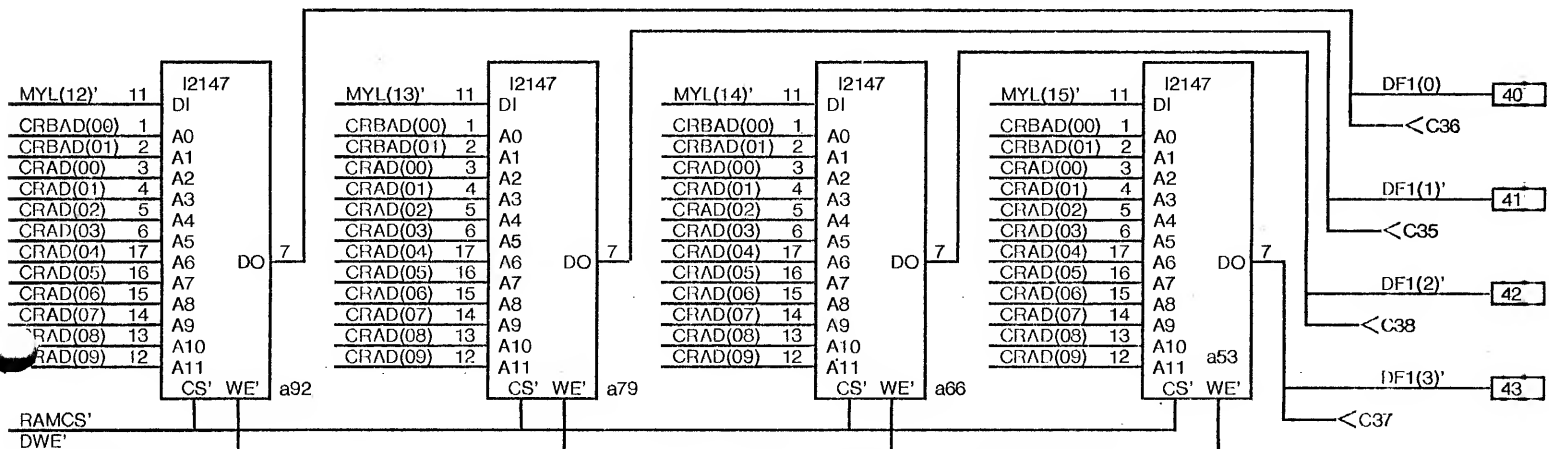 I2147 I2147 I2147 I2147
MYL(12)' 11 DI MYL(13)' 11 DI MYL(14)' 11 DI MYL(15)' 11 DI DF1(0) 40
CRBAD(00) 1 A0 CRBAD(00) 1 A0 CRBAD(00) 1 A0 CRBAD(00) 1 A0 <C36
CRBAD(01) 2 A1 CRBAD(01) 2 A1 CRBAD(01) 2 A1 CRBAD(01) 2 A1
CRAD(00) 3 A2 CRAD(00) 3 A2 CRAD(00) 3 A2 CRAD(00) 3 A2
CRAD(01) 4 A3 CRAD(01) 4 A3 CRAD(01) 4 A3 CRAD(01) 4 A3 DF1(1)' 41
CRAD(02) 5 A4 CRAD(02) 5 A4 CRAD(02) 5 A4 CRAD(02) 5 A4 <C35
CRAD(03) 6 A5 CRAD(03) 6 A5 CRAD(03) 6 A5 CRAD(03) 6 A5
CRAD(04) 17 A6 DO 7 CRAD(04) 17 A6 DO 7 CRAD(04) 17 A6 DO 7 CRAD(04) 17 A6 DO 7
CRAD(05) 16 A7 CRAD(05) 16 A7 CRAD(05) 16 A7 CRAD(05) 16 A7 DF1(2)' 42
CRAD(06) 15 A8 CRAD(06) 15 A8 CRAD(06) 15 A8 CRAD(06) 15 A8
CRAD(07) 14 A9 CRAD(07) 14 A9 CRAD(07) 14 A9 CRAD(07) 14 A9 <C38
RAD(08) 13 A10 CRAD(08) 13 A10 CRAD(08) 13 A10 CRAD(08) 13 A10
RAD(09) 12 A11 CRAD(09) 12 A11 CRAD(09) 12 A11 CRAD(09) 12 A11 a53
CS' WE' a92 CS' WE' a79 CS' WE' a66 CS' WE' DF1(3)' 43
RAMCS' <C37
DWE'